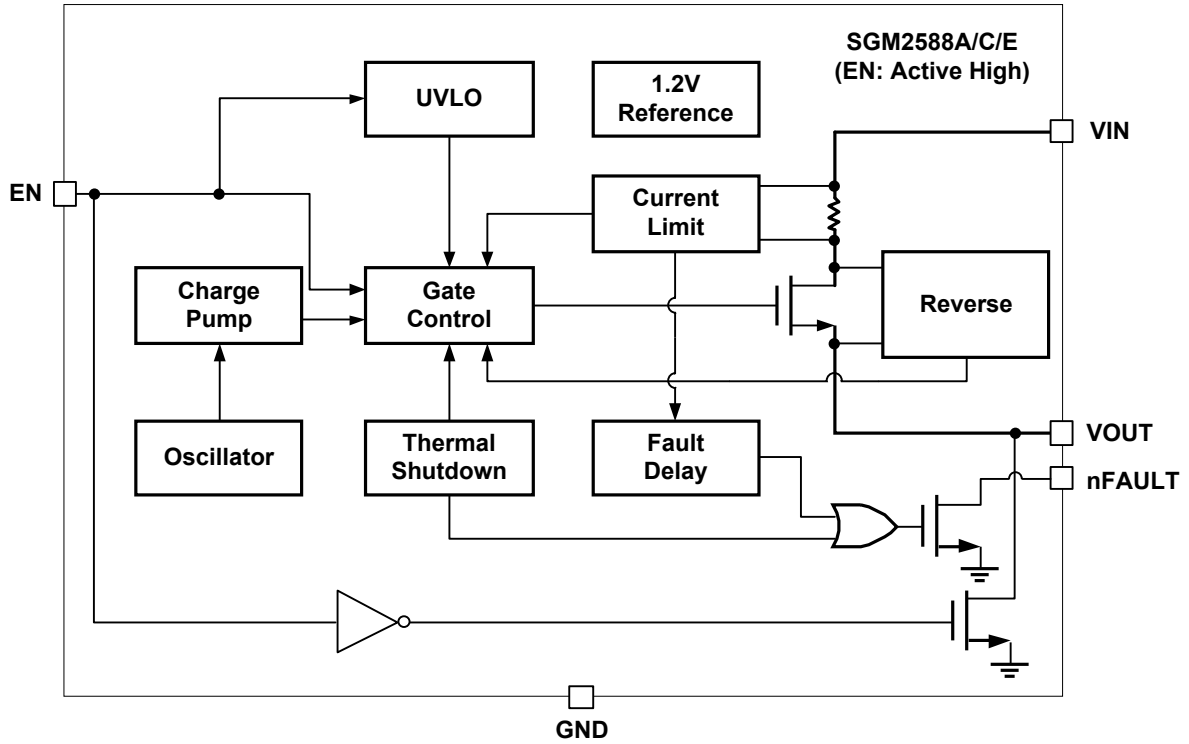 SGM2588A/C/E
(EN: Active High)
UVLO
1.2V
Reference
VIN
EN
Current
Limit
Charge
Pump
Gate
Control
Reverse
Oscillator
Thermal
Shutdown
Fault
Delay
VOUT
nFAULT
GND